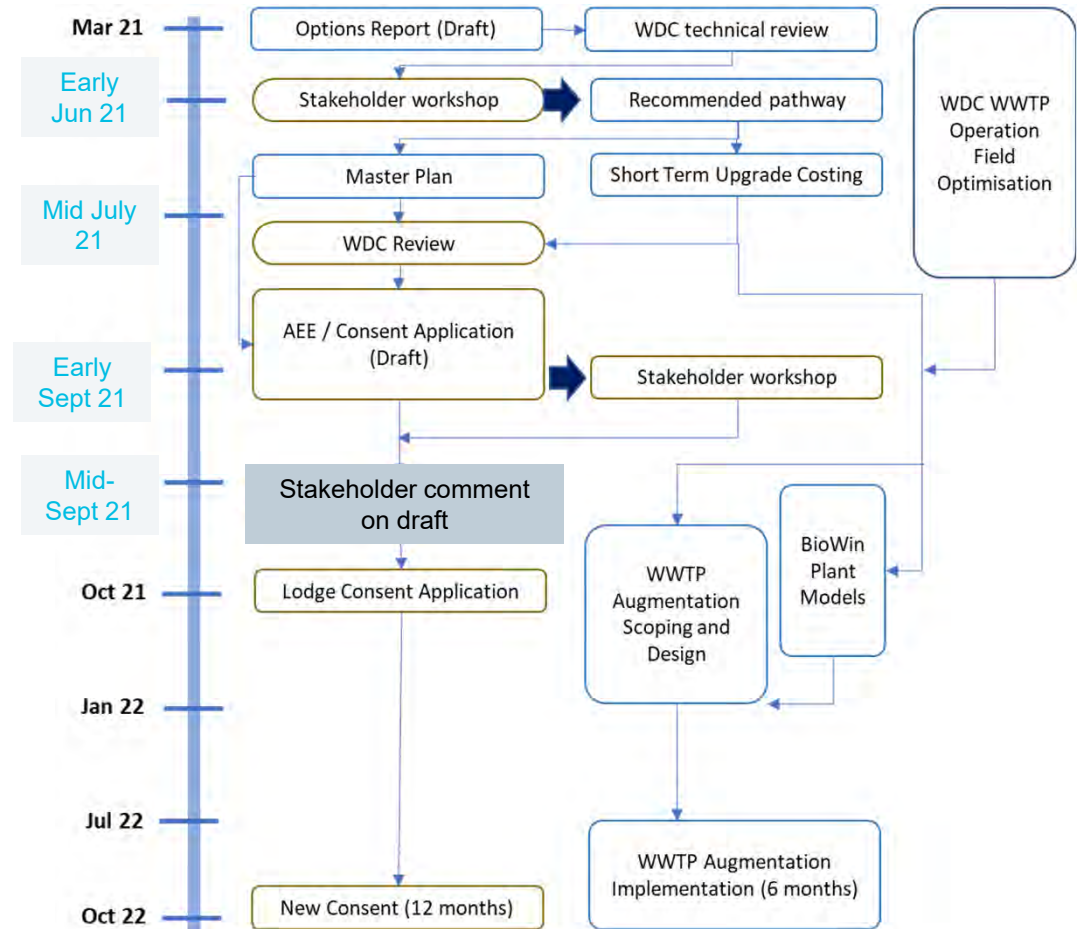 Mar 21
Options Report (Draft)
WDC technical review
Early
Jun 21
Stakeholder workshop
Recommended pathway
WDC WWTP
Operation
Field
Optimisation
Master Plan
Short Term Upgrade Costing
Mid July
21
WDC Review
AEE / Consent Application
(Draft)
Early
Sept 21
Stakeholder workshop
Mid-
Sept 21
Stakeholder comment
on draft
BioWin
Plant
Models
Oct 21
Lodge Consent Application
WWTP
Augmentation
Scoping and
Design
Jan 22
Jul 22
WWTP Augmentation
Implementation (6 months)
Oct 22
New Consent (12 months)